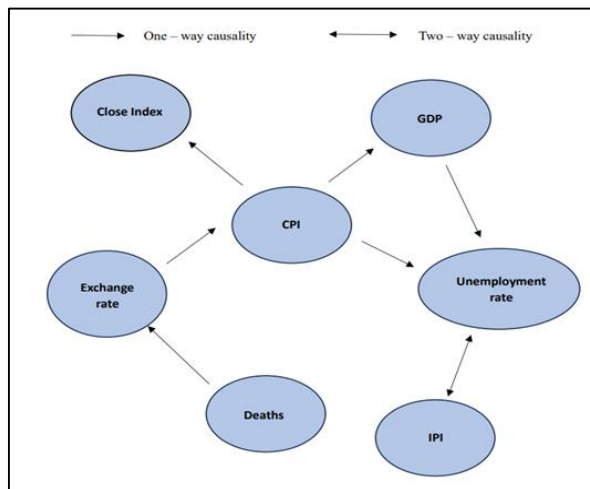 One – way causality
Two – way causality
Close Index
GDP
CPI
Exchange
rate
Unemployment
rate
Deaths
IPI